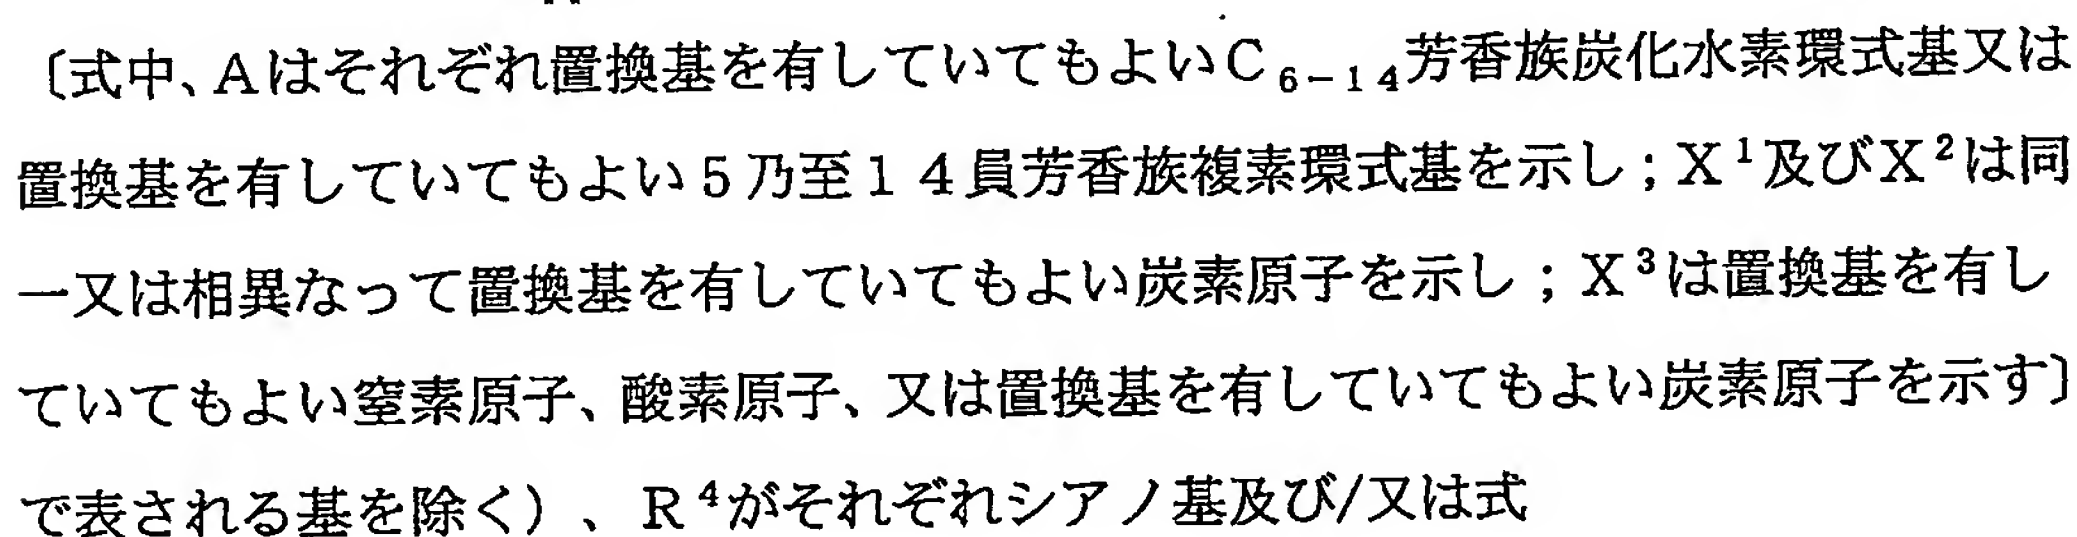 〔式中、Aはそれぞれ置換基を有していてもよいC₆₋₁₄芳香族炭化水素環式基又は
置換基を有していてもよい5乃至14員芳香族複素環式基を示し;X¹及びX²は同
一又は相異なって置換基を有していてもよい炭素原子を示し;X³は置換基を有し
ていてもよい窒素原子、酸素原子、又は置換基を有していてもよい炭素原子を示す〕
で表される基を除く)、R⁴がそれぞれシアノ基及び/又は式